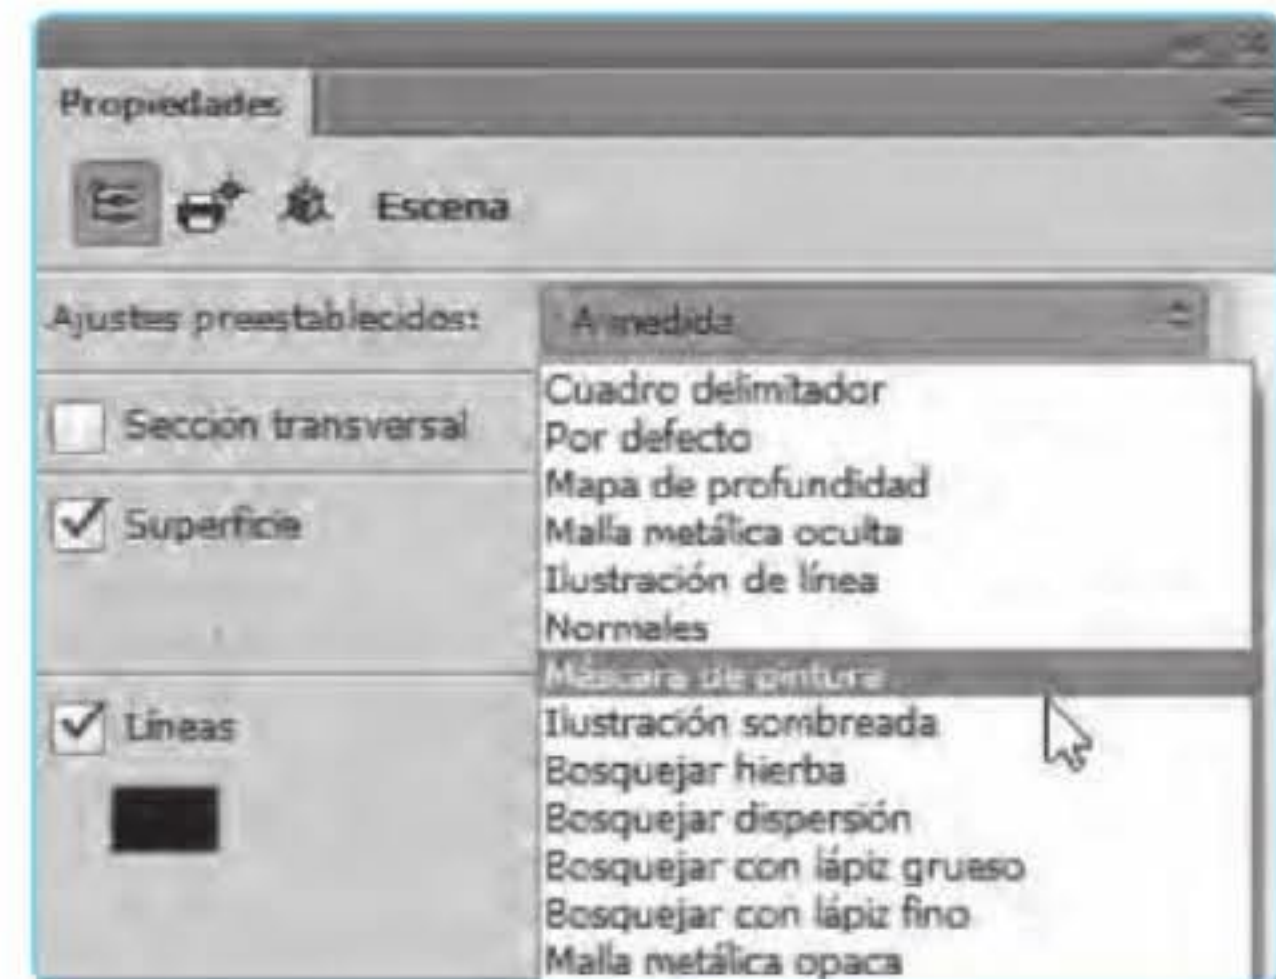 Propiedades
Escena
Ajustes preestablecidos:
A medida
Sección transversal
Superficie
Líneas
Cuadro delimitador
Por defecto
Mapa de profundidad
Malla metálica oculta
Ilustración de línea
Normales
Máscara de pintura
Ilustración sombreada
Bosquejar hierba
Bosquejar dispersión
Bosquejar con lápiz grueso
Bosquejar con lápiz fino
Malla metálica opaca